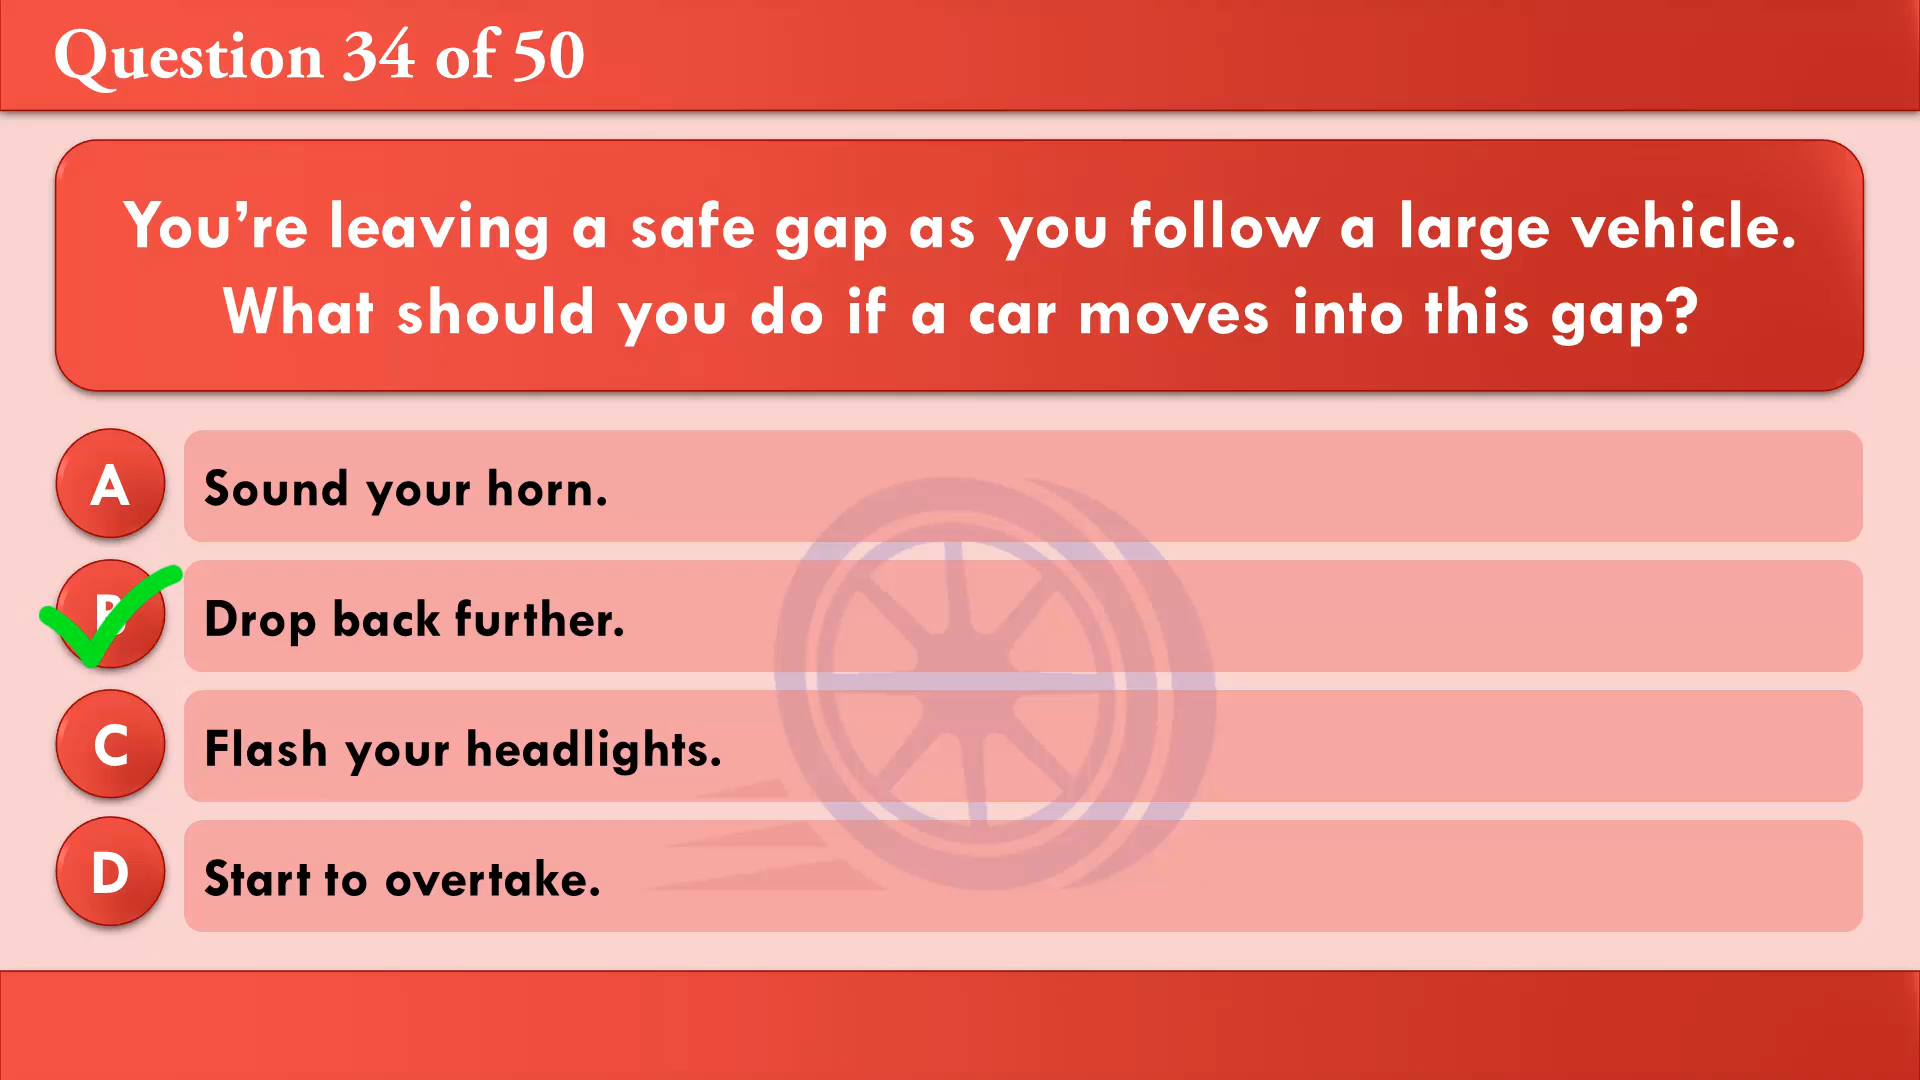 Question 34 of 50
You’re leaving a safe gap as you follow a large vehicle.
What should you do if a car moves into this gap?
A
Sound your horn.
B
Drop back further.
C
Flash your headlights.
D
Start to overtake.